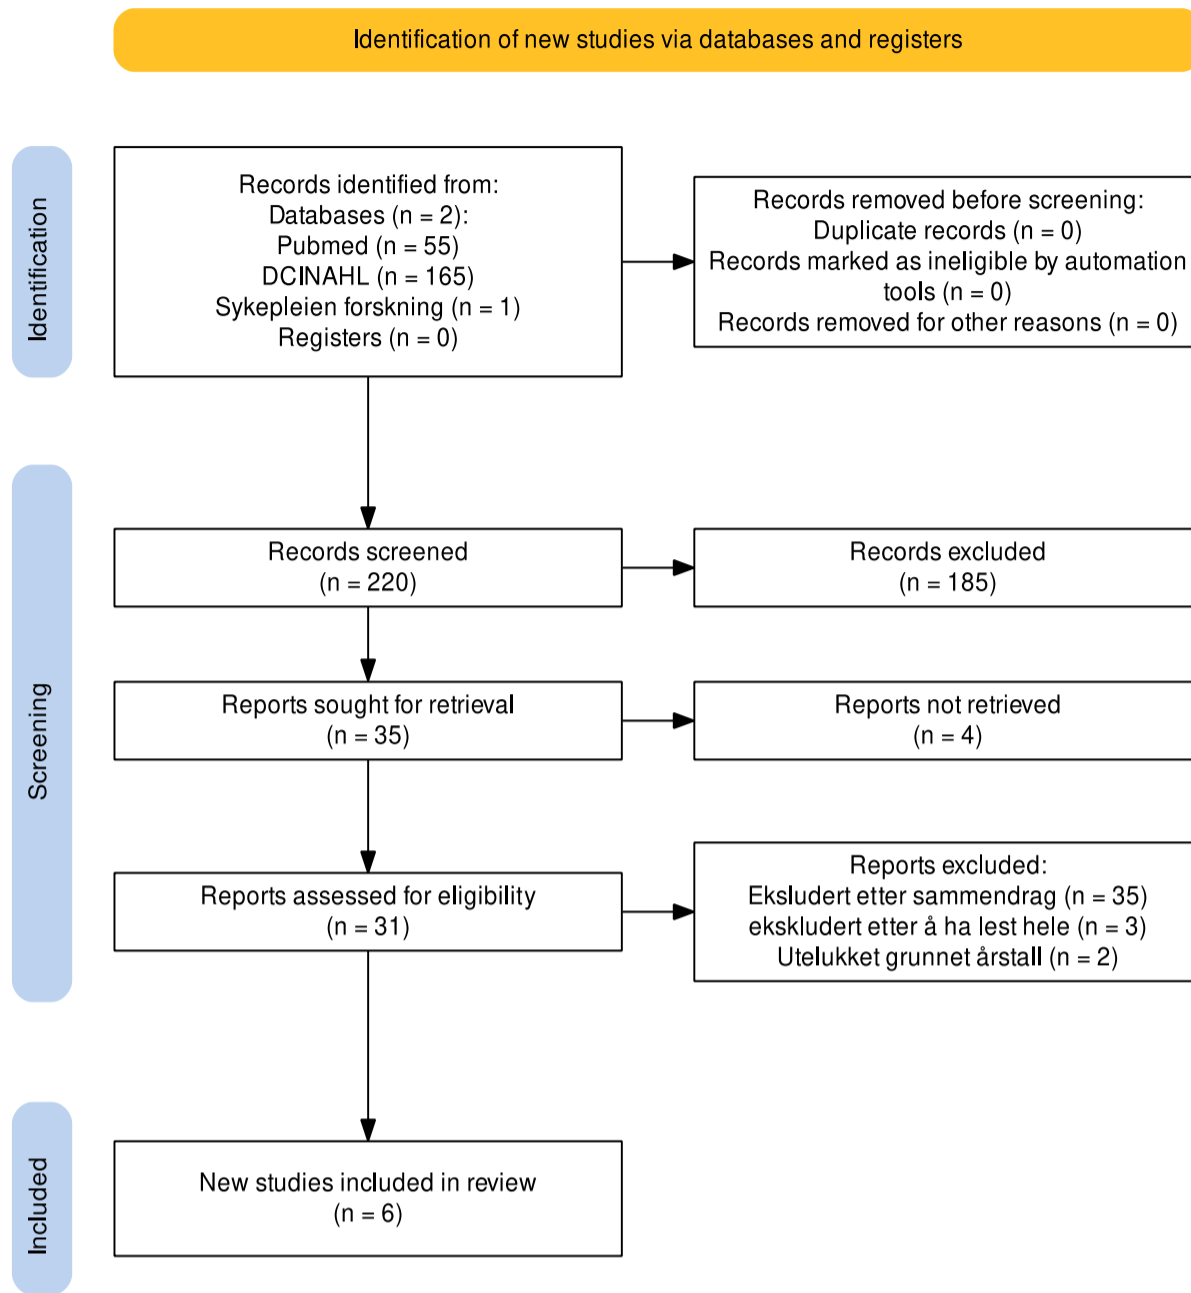 Identification of new studies via databases and registers
Identification
Records identified from:
Databases (n = 2):
Pubmed (n = 55)
DCINAHL (n = 165)
Sykepleien forskning (n = 1)
Registers (n = 0)
Records removed before screening:
Duplicate records (n = 0)
Records marked as ineligible by automation
tools (n = 0)
Records removed for other reasons (n = 0)
Screening
Records screened
(n = 220)
Records excluded
(n = 185)
Reports sought for retrieval
(n = 35)
Reports not retrieved
(n = 4)
Reports assessed for eligibility
(n = 31)
Reports excluded:
Eksludert etter sammendrag (n = 35)
ekskludert etter å ha lest hele (n = 3)
Utelukket grunnet årstall (n = 2)
Included
New studies included in review
(n = 6)